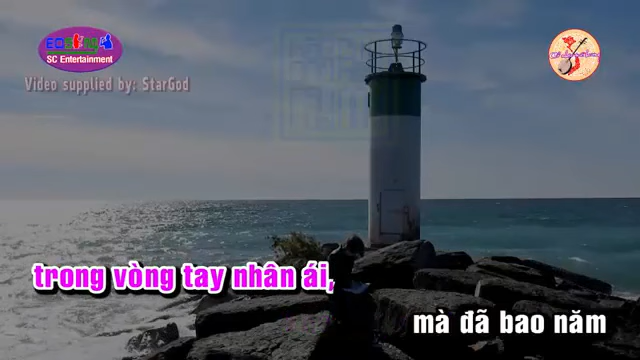 SC Entertainment
Video supplied by: StarGod
trong vòng tay nhân ái,
mà đã bao năm